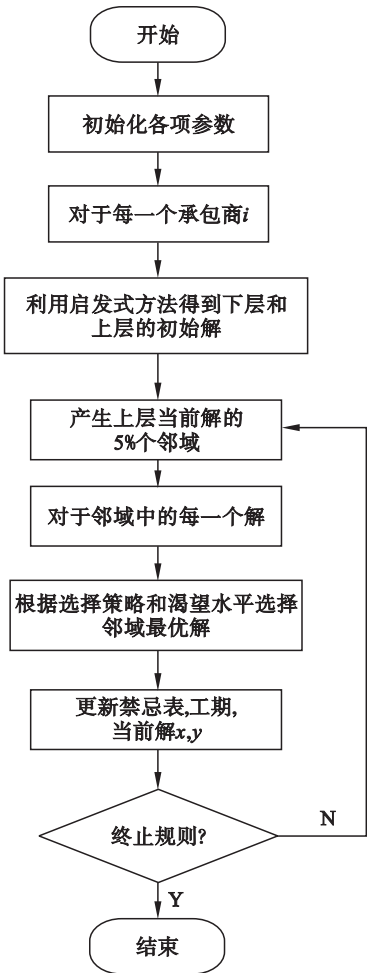 开始
初始化各项参数
对于每一个承包商i
利用启发式方法得到下层和
上层的初始解
产生上层当前解的
5%个邻域
对于邻域中的每一个解
根据选择策略和渴望水平选择
邻域最优解
更新禁忌表,工期,
当前解x,y
终止规则?
N
Y
结束